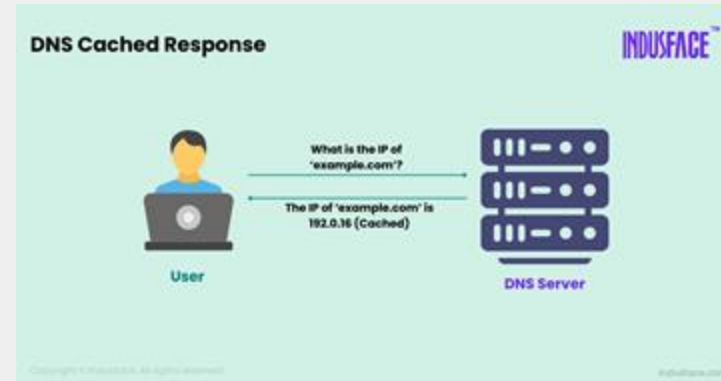 DNS Cached Response
INDUSFACE™
What is the IP of
'example.com'?
The IP of 'example.com' is
192.0.16 (Cached)
User
DNS Server